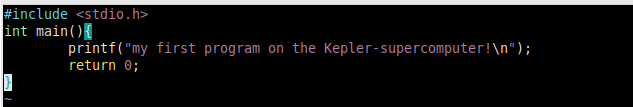 #include <stdio.h>
int main(){
        printf("my first program on the Kepler-supercomputer!\n");
        return 0;
}
~